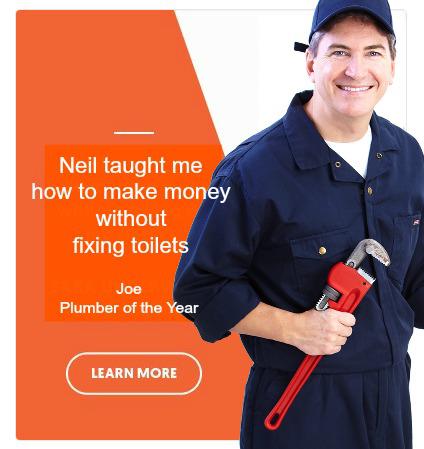 Neil taught me
how to make money
without
fixing toilets
Joe
Plumber of the Year
LEARN MORE